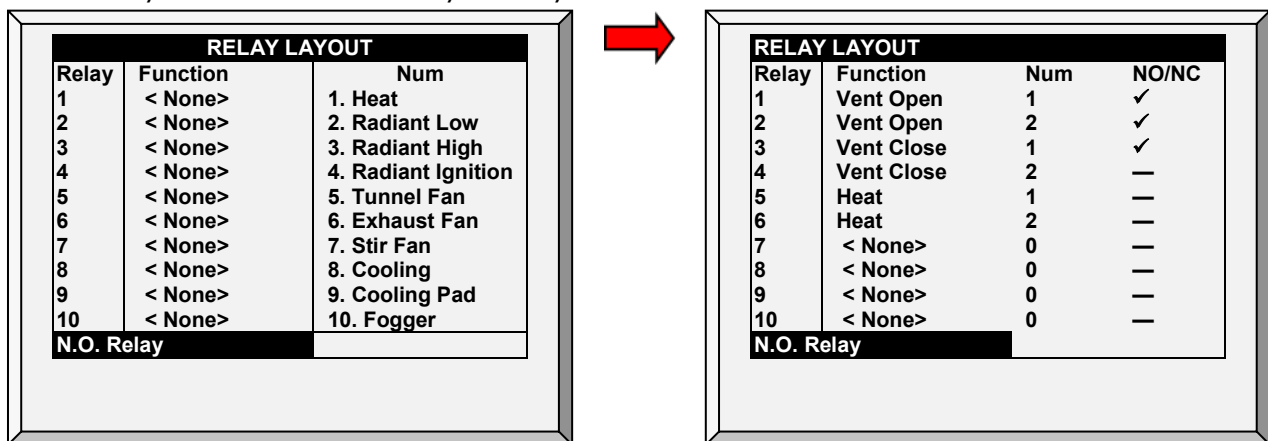 RELAY LAYOUT
Relay Function Num
1 < None> 1. Heat
2 < None> 2. Radiant Low
3 < None> 3. Radiant High
4 < None> 4. Radiant Ignition
5 < None> 5. Tunnel Fan
6 < None> 6. Exhaust Fan
7 < None> 7. Stir Fan
8 < None> 8. Cooling
9 < None> 9. Cooling Pad
10 < None> 10. Fogger
N.O. Relay
RELAY LAYOUT
Relay Function Num NO/NC
1 Vent Open 1 ✓
2 Vent Open 2 ✓
3 Vent Close 1 ✓
4 Vent Close 2 —
5 Heat 1 —
6 Heat 2 —
7 < None> 0 —
8 < None> 0 —
9 < None> 0 —
10 < None> 0 —
N.O. Relay